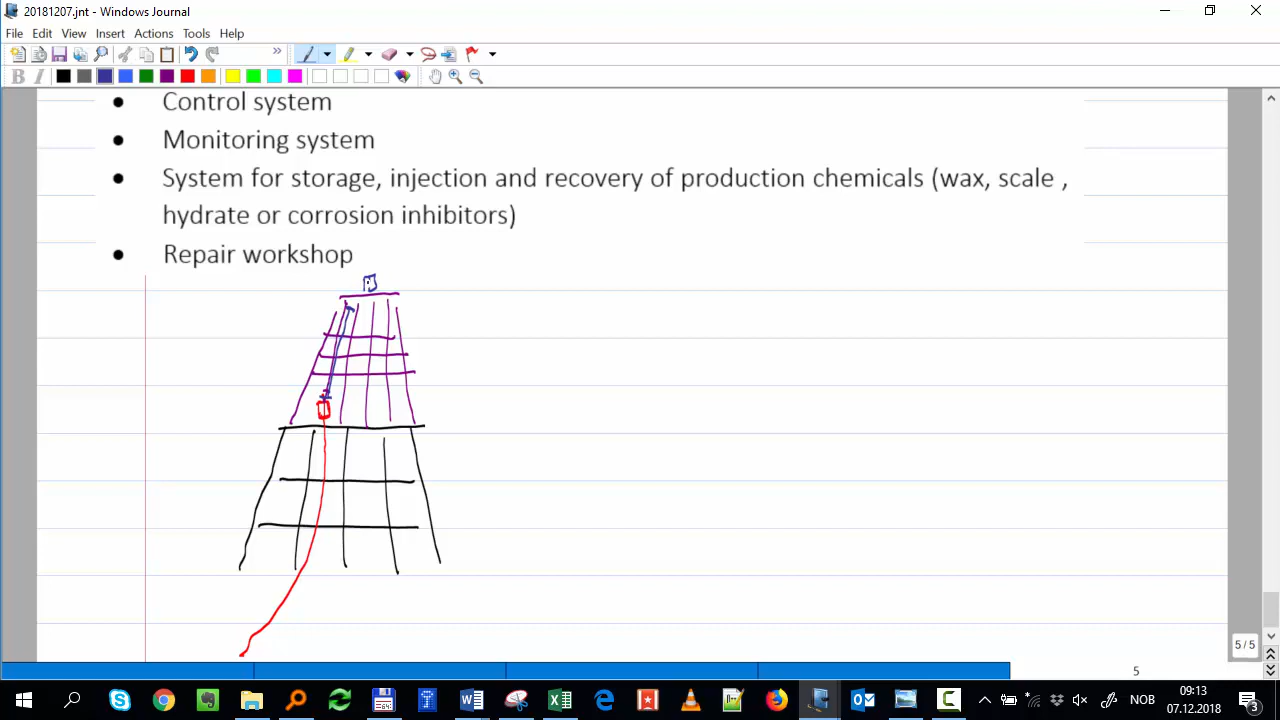 20181207.jnt - Windows Journal
File Edit View Insert Actions Tools Help
B I
• Control system
• Monitoring system
• System for storage, injection and recovery of production chemicals (wax, scale ,
hydrate or corrosion inhibitors)
• Repair workshop
5/5
5
NOB
09:13
07.12.2018
3